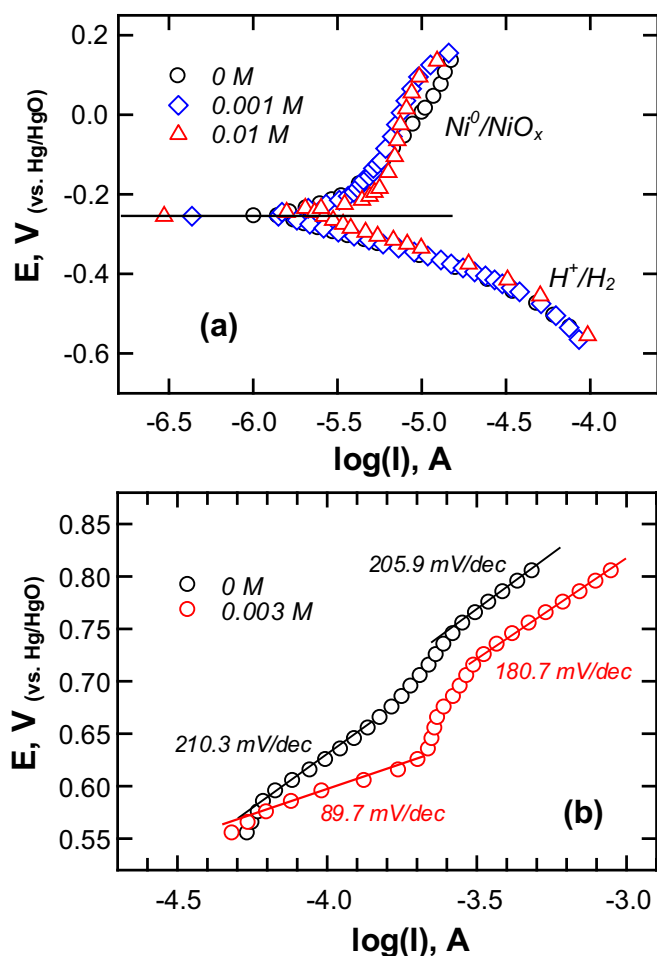 0.2
0.0
-0.2
-0.4
-0.6
E, V (vs. Hg/HgO)
0 M
0.001 M
0.01 M
Ni⁰/NiOₓ
H⁺/H₂
(a)
-6.5 -6.0 -5.5 -5.0 -4.5 -4.0
log(I), A
0.85
0.80
0.75
0.70
0.65
0.60
0.55
E, V (vs. Hg/HgO)
0 M
0.003 M
205.9 mV/dec
180.7 mV/dec
210.3 mV/dec
89.7 mV/dec
(b)
-4.5 -4.0 -3.5 -3.0
log(I), A